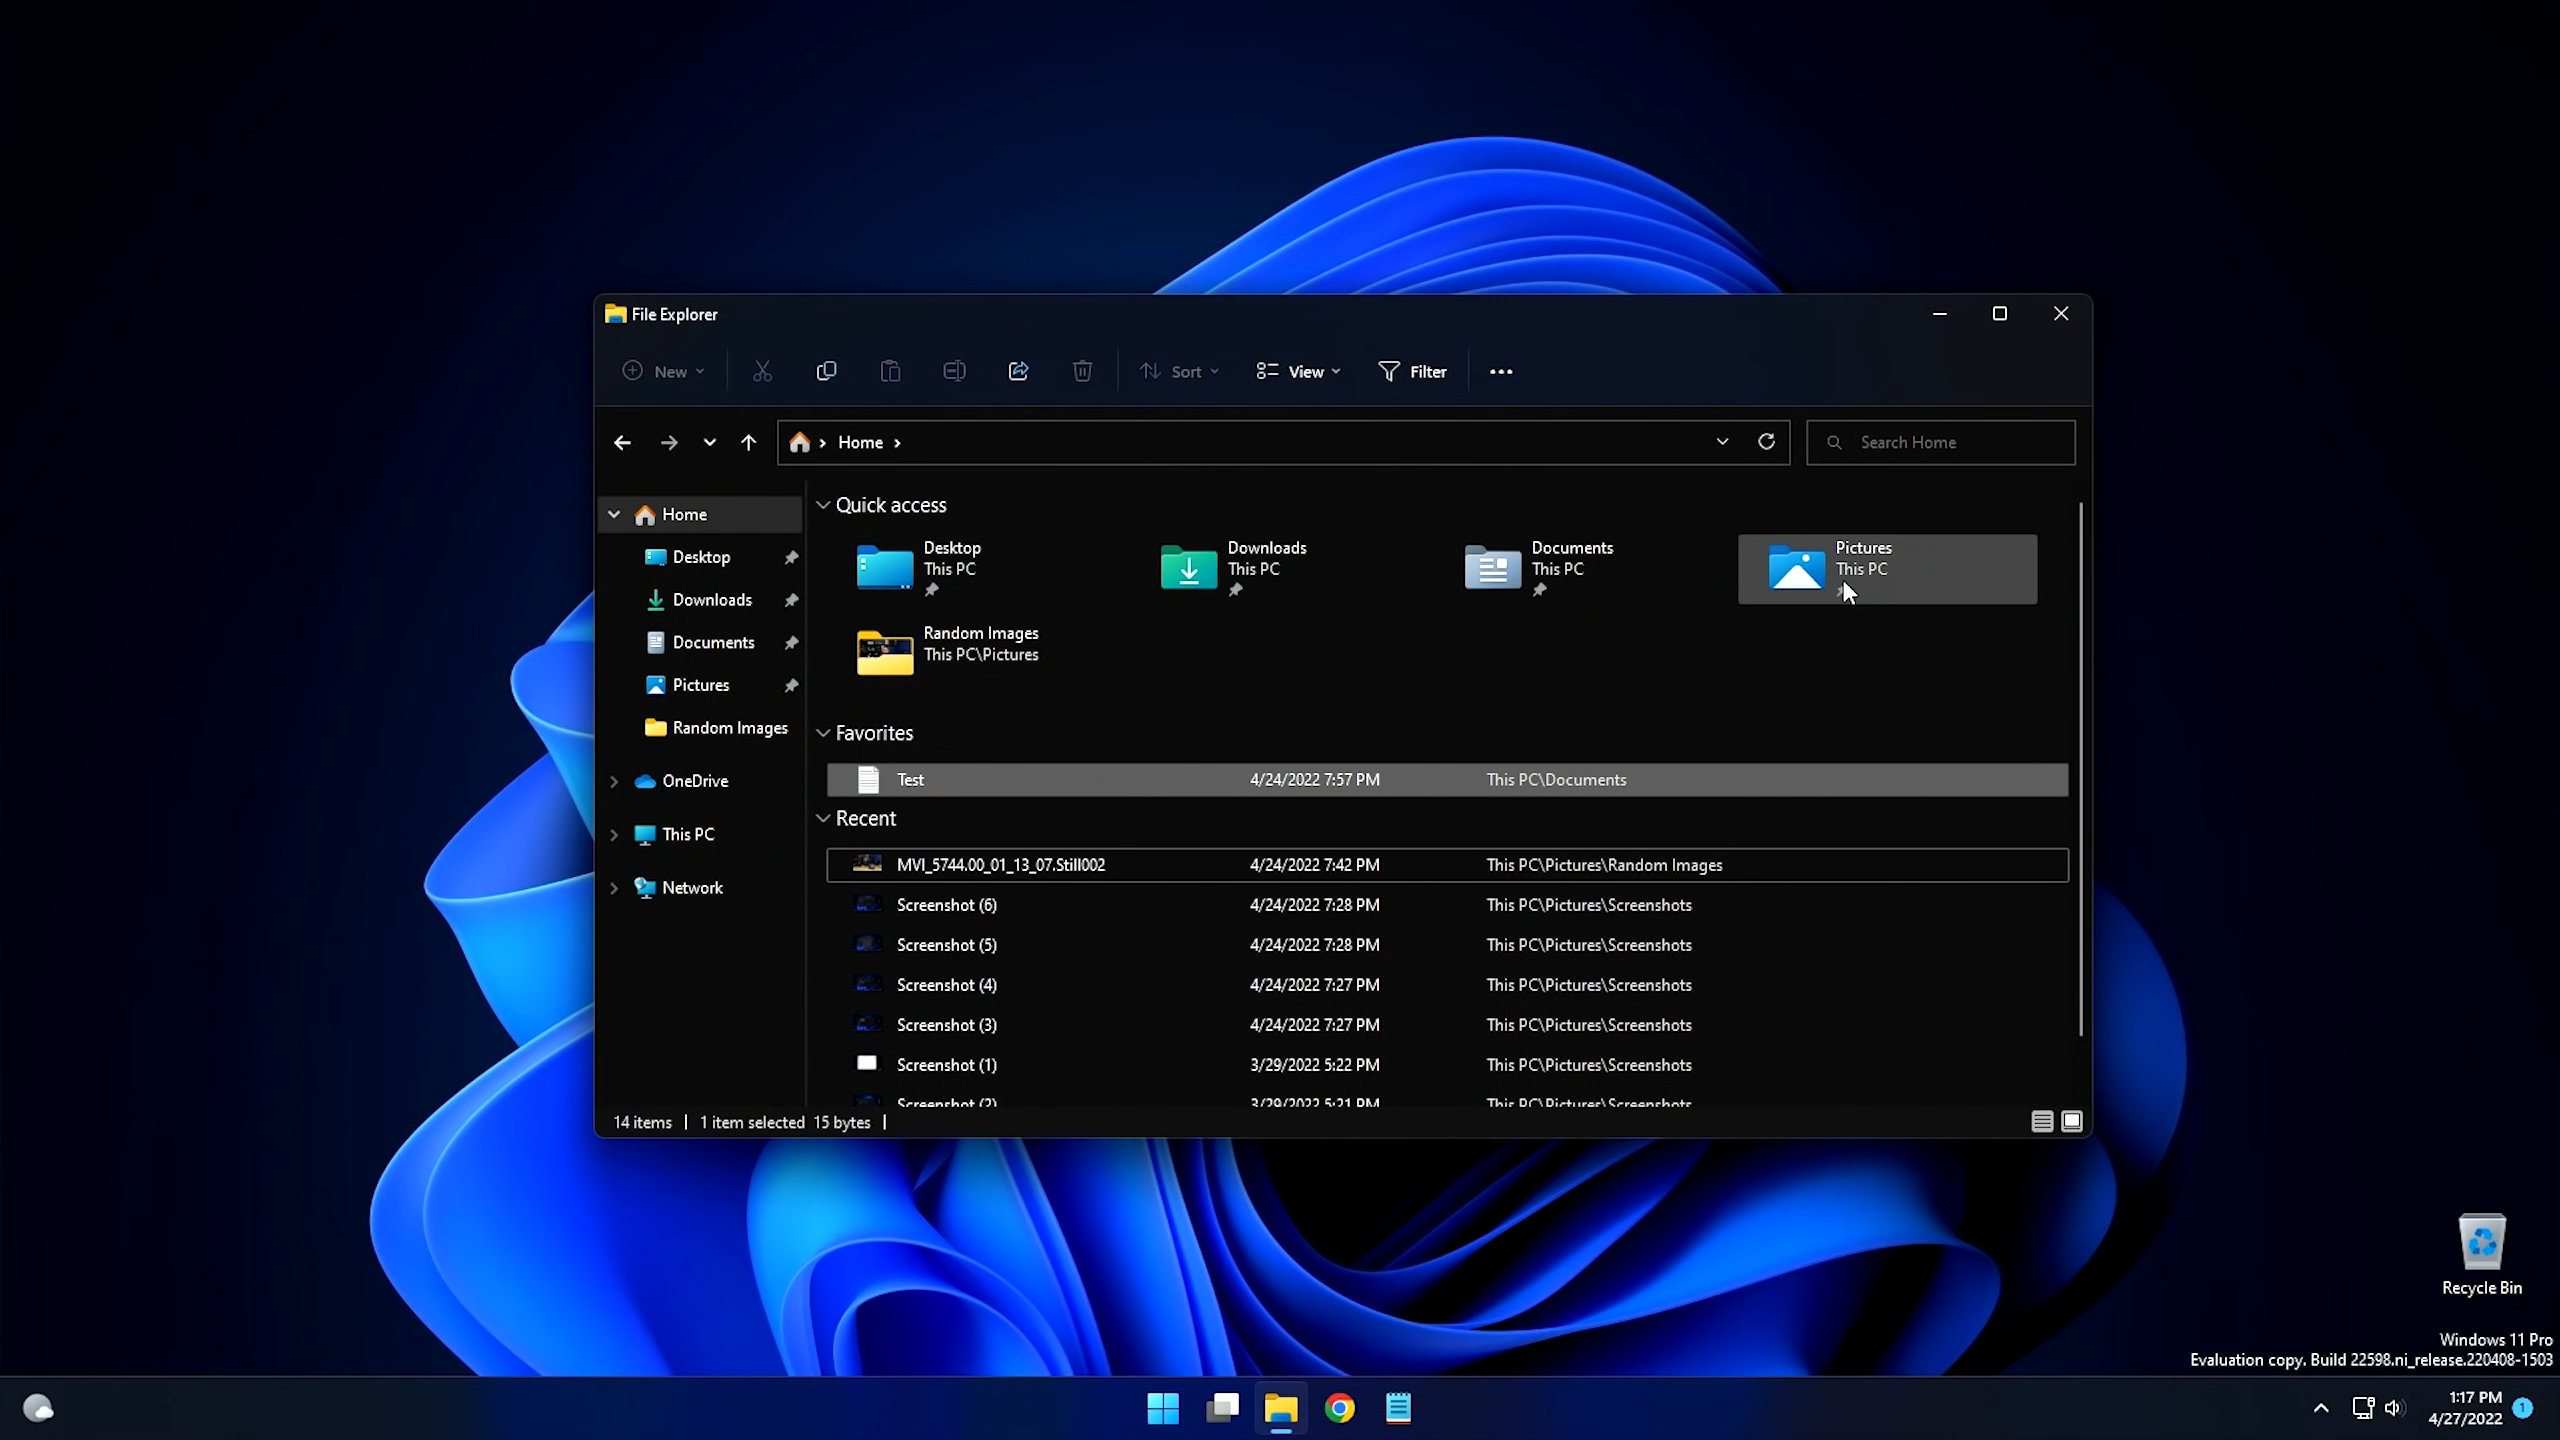 File Explorer
New
Sort
View
Filter
Home
Search Home
Home
Desktop
Downloads
Documents
Pictures
Random Images
OneDrive
This PC
Network
Quick access
Desktop
This PC
Downloads
This PC
Documents
This PC
Pictures
This PC
Random Images
This PC\Pictures
Favorites
Test 4/24/2022 7:57 PM This PC\Documents
Recent
MVI_5744.00_01_13_07.Still002 4/24/2022 7:42 PM This PC\Pictures\Random Images
Screenshot (6) 4/24/2022 7:28 PM This PC\Pictures\Screenshots
Screenshot (5) 4/24/2022 7:28 PM This PC\Pictures\Screenshots
Screenshot (4) 4/24/2022 7:27 PM This PC\Pictures\Screenshots
Screenshot (3) 4/24/2022 7:27 PM This PC\Pictures\Screenshots
Screenshot (1) 3/29/2022 5:22 PM This PC\Pictures\Screenshots
Screenshot (2) 3/29/2022 5:21 PM This PC\Pictures\Screenshots
14 items | 1 item selected 15 bytes |
Recycle Bin
Windows 11 Pro
Evaluation copy. Build 22598.ni_release.220408-1503
1:17 PM
4/27/2022
1